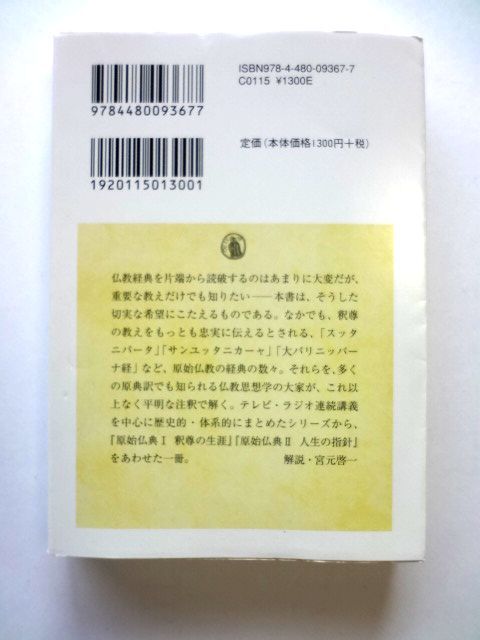 ISBN978-4-480-09367-7
C0115 ¥1300E
9784480093677
定価（本体価格1300円＋税）
1920115013001
仏教経典を片端から読破するのはあまりに大変だが、
重要な教えだけでも知りたい――本書は、そうした
切実な希望にこたえるものである。なかでも、釈尊
の教えをもっとも忠実に伝えるとされる、「スッタ
ニパータ」「サンユッタニカーヤ」「大パリニッバー
ナ経」など、原始仏教の経典の数々。それらを、多く
の原典訳でも知られる仏教思想学の大家が、これ以
上なく平明な注釈で解く。テレビ・ラジオ連続講義
を中心に歴史的・体系的にまとめたシリーズから、
『原始仏典Ⅰ 釈尊の生涯』『原始仏典Ⅱ 人生の指針』
をあわせた一冊。 解説・宮元啓一